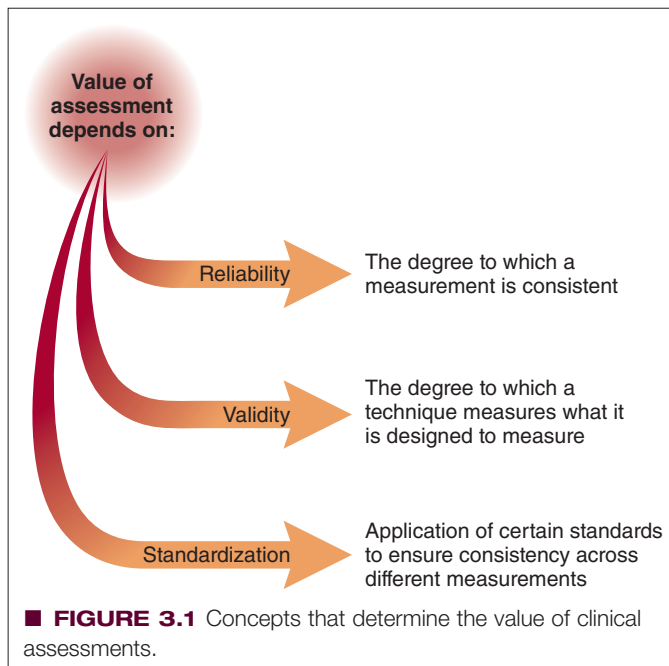 Value of
assessment
depends on:
Reliability
The degree to which a
measurement is consistent
Validity
The degree to which a
technique measures what it
is designed to measure
Standardization
Application of certain standards
to ensure consistency across
different measurements
■ FIGURE 3.1 Concepts that determine the value of clinical
assessments.